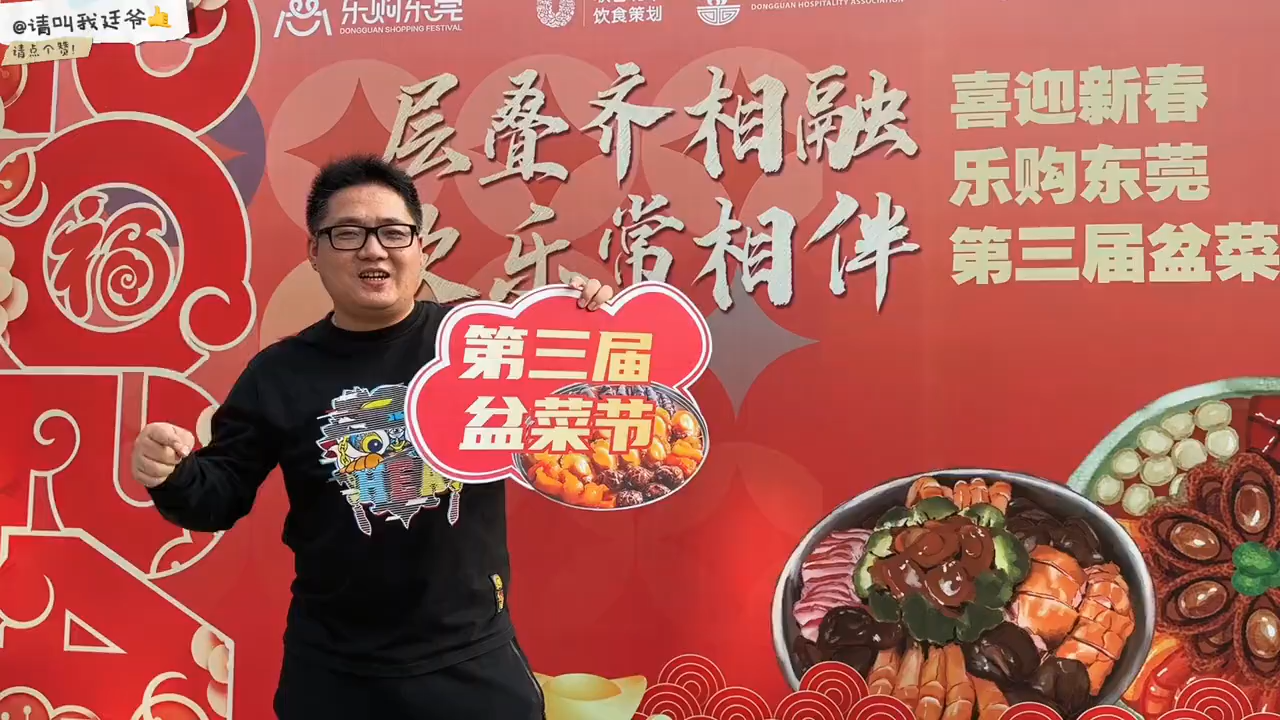 @请叫我廷爷👍
请点个赞！
乐购东莞
DONGGUAN SHOPPING FESTIVAL
饮食策划
DONGGUAN HOSPITALITY ASSOCIATION
层叠齐相融
欢乐常相伴
喜迎新春
乐购东莞
第三届盆菜
福
第三届
盆菜节